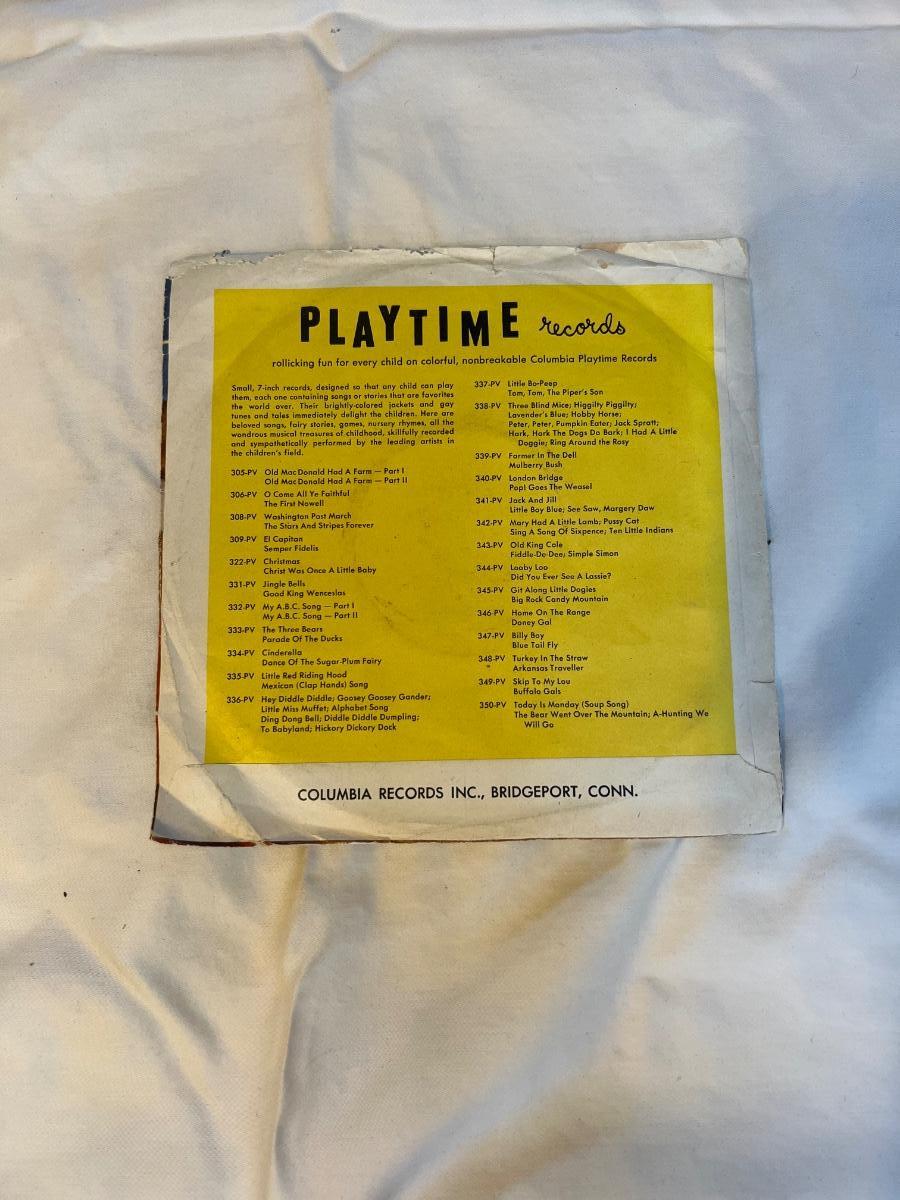 PLAYTIME records
rollicking fun for every child on colorful, nonbreakable Columbia Playtime Records
Small, 7-inch records, designed so that any child can play
them, each one containing songs or stories that are favorites
the world over. Their brightly-colored jackets and gay
tunes and tales immediately delight the children. Here are
beloved songs, fairy stories, games, nursery rhymes, all the
wondrous musical treasures of childhood, skillfully recorded
and sympathetically performed by the leading artists in
the children's field.
305-PV Old MacDonald Had A Farm — Part I
Old MacDonald Had A Farm — Part II
306-PV O Come All Ye Faithful
The First Nowell
308-PV Washington Post March
The Stars And Stripes Forever
309-PV El Capitan
Semper Fidelis
322-PV Christmas
Christ Was Once A Little Baby
331-PV Jingle Bells
Good King Wenceslas
332-PV My A.B.C. Song — Part I
My A.B.C. Song — Part II
333-PV The Three Bears
Parade Of The Ducks
334-PV Cinderella
Dance Of The Sugar-Plum Fairy
335-PV Little Red Riding Hood
Mexican (Clap Hands) Song
336-PV Hey Diddle Diddle; Goosey Goosey Gander;
Little Miss Muffet; Alphabet Song
Ding Dong Bell; Diddle Diddle Dumpling;
To Babyland; Hickory Dickory Dock
337-PV Little Bo-Peep
Tom, Tom, The Piper's Son
338-PV Three Blind Mice; Higgilty Piggilty;
Lavender's Blue; Hobby Horse;
Peter, Peter, Pumpkin Eater; Jack Spratt;
Hark, Hark The Dogs Do Bark; I Had A Little
Doggie; Ring Around the Rosy
339-PV Farmer In The Dell
Mulberry Bush
340-PV London Bridge
Pop! Goes The Weasel
341-PV Jack And Jill
Little Boy Blue; See Saw, Margery Daw
342-PV Mary Had A Little Lamb; Pussy Cat
Sing A Song Of Sixpence; Ten Little Indians
343-PV Old King Cole
Fiddle-De-Dee; Simple Simon
344-PV Looby Loo
Did You Ever See A Lassie?
345-PV Git Along Little Dogies
Big Rock Candy Mountain
346-PV Home On The Range
Doney Gal
347-PV Billy Boy
Blue Tail Fly
348-PV Turkey In The Straw
Arkansas Traveller
349-PV Skip To My Lou
Buffalo Gals
350-PV Today Is Monday (Soup Song)
The Bear Went Over The Mountain; A-Hunting We
Will Go
COLUMBIA RECORDS INC., BRIDGEPORT, CONN.